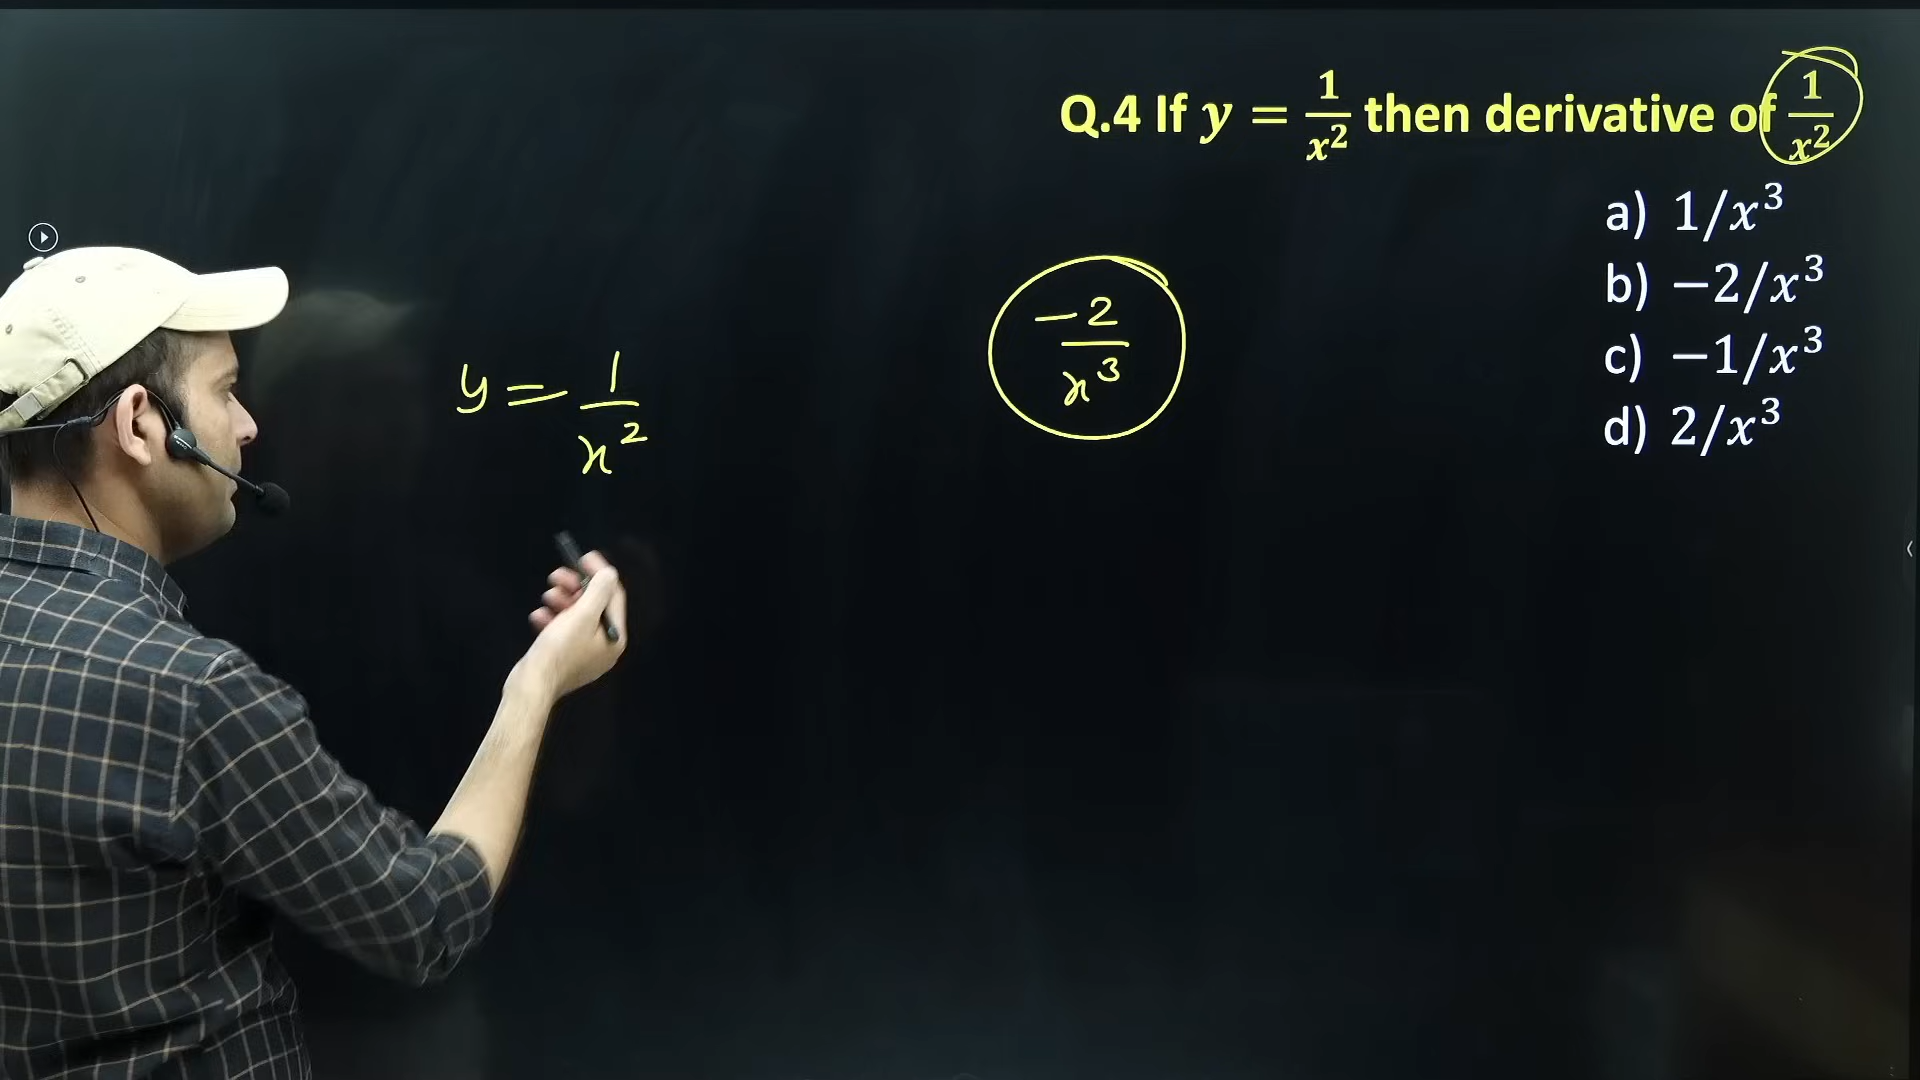 Q.4 If y = 1/x² then derivative of 1/x²
a) 1/x³
b) −2/x³
c) −1/x³
d) 2/x³
−2/x³
y = 1/x²